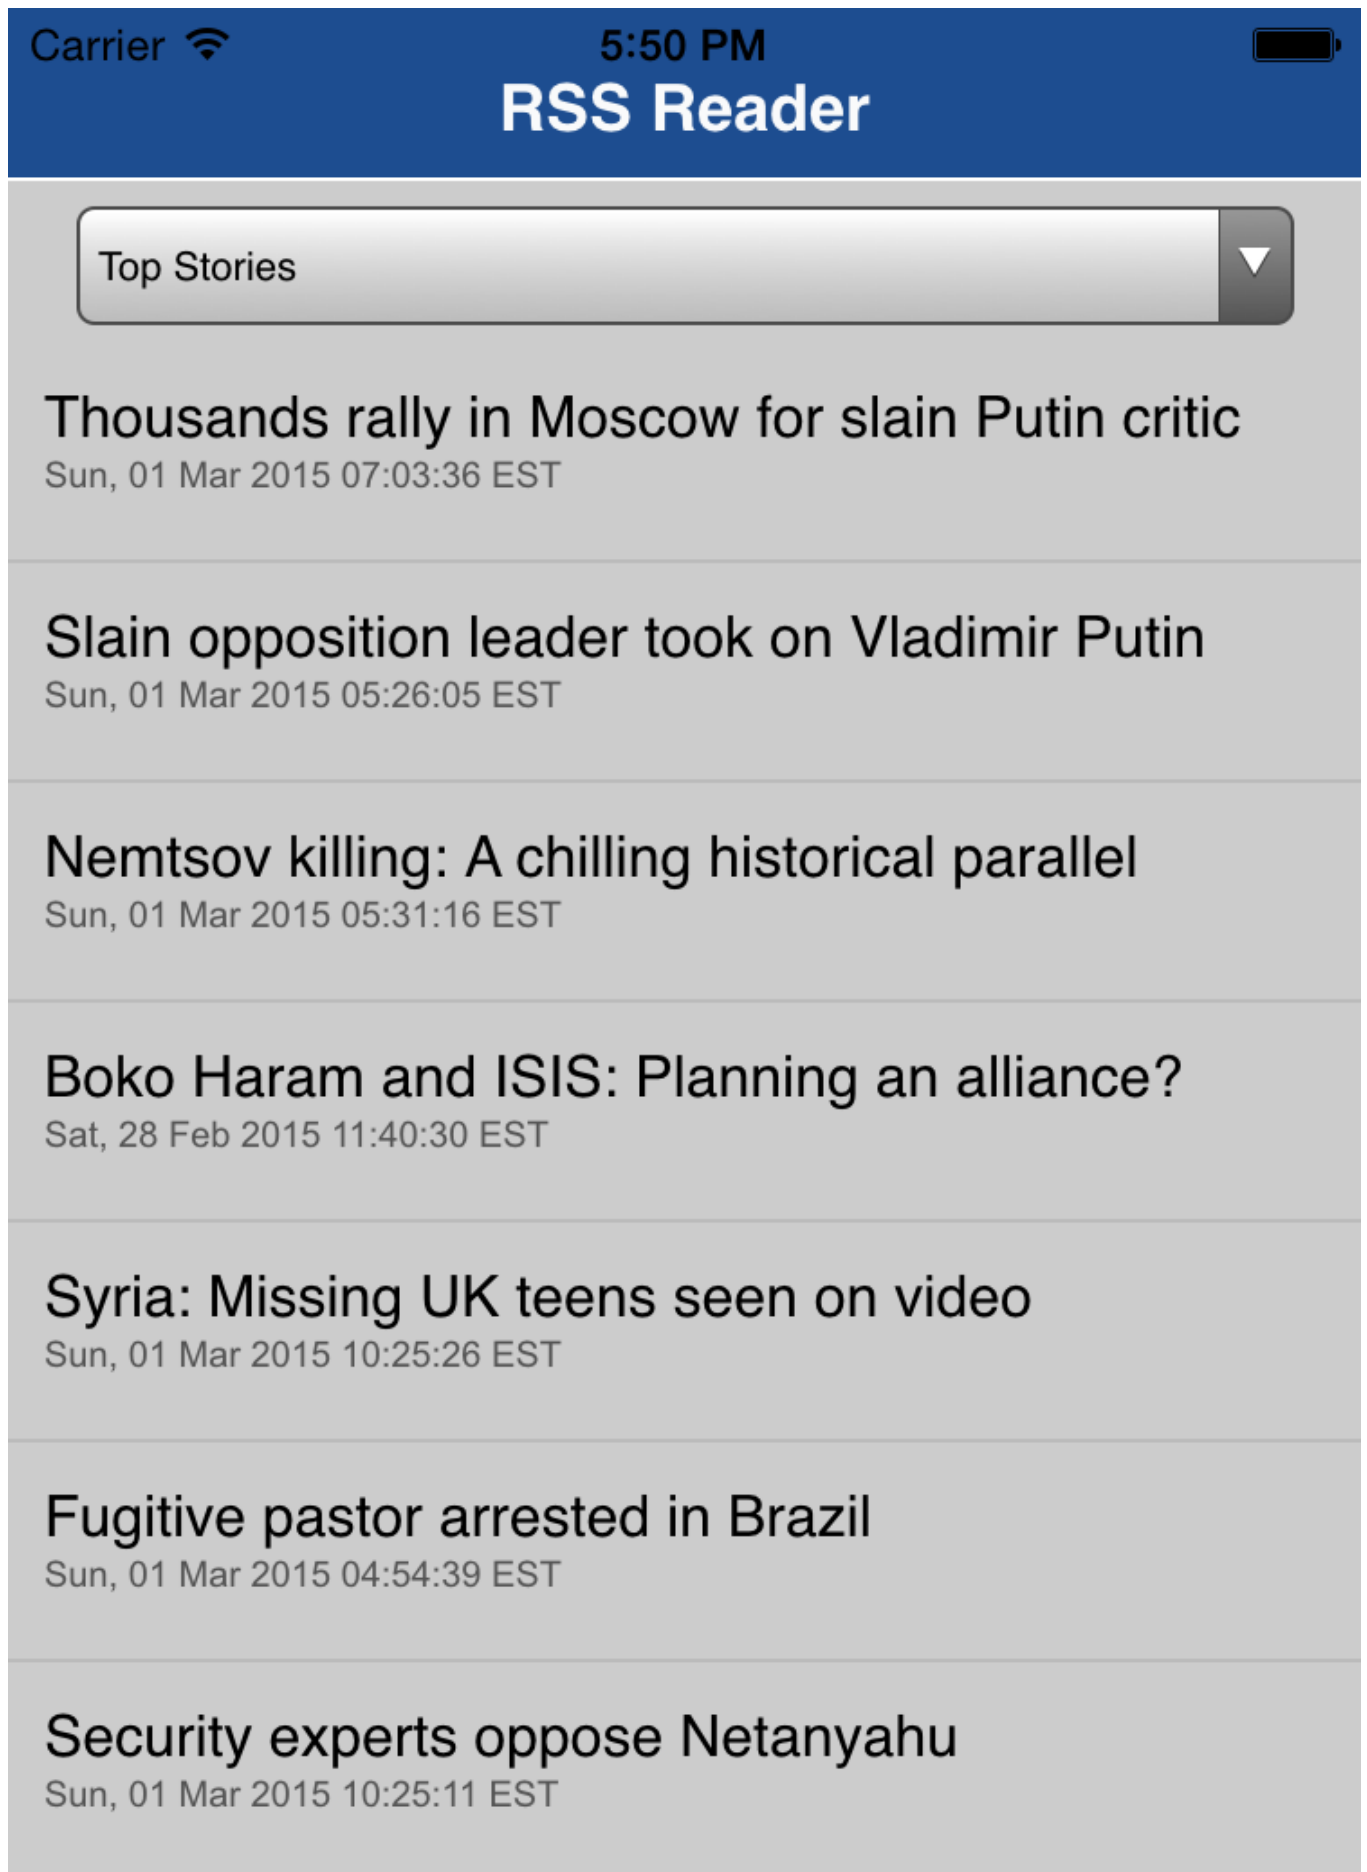 Carrier
5:50 PM
RSS Reader
Top Stories
Thousands rally in Moscow for slain Putin critic
Sun, 01 Mar 2015 07:03:36 EST
Slain opposition leader took on Vladimir Putin
Sun, 01 Mar 2015 05:26:05 EST
Nemtsov killing: A chilling historical parallel
Sun, 01 Mar 2015 05:31:16 EST
Boko Haram and ISIS: Planning an alliance?
Sat, 28 Feb 2015 11:40:30 EST
Syria: Missing UK teens seen on video
Sun, 01 Mar 2015 10:25:26 EST
Fugitive pastor arrested in Brazil
Sun, 01 Mar 2015 04:54:39 EST
Security experts oppose Netanyahu
Sun, 01 Mar 2015 10:25:11 EST